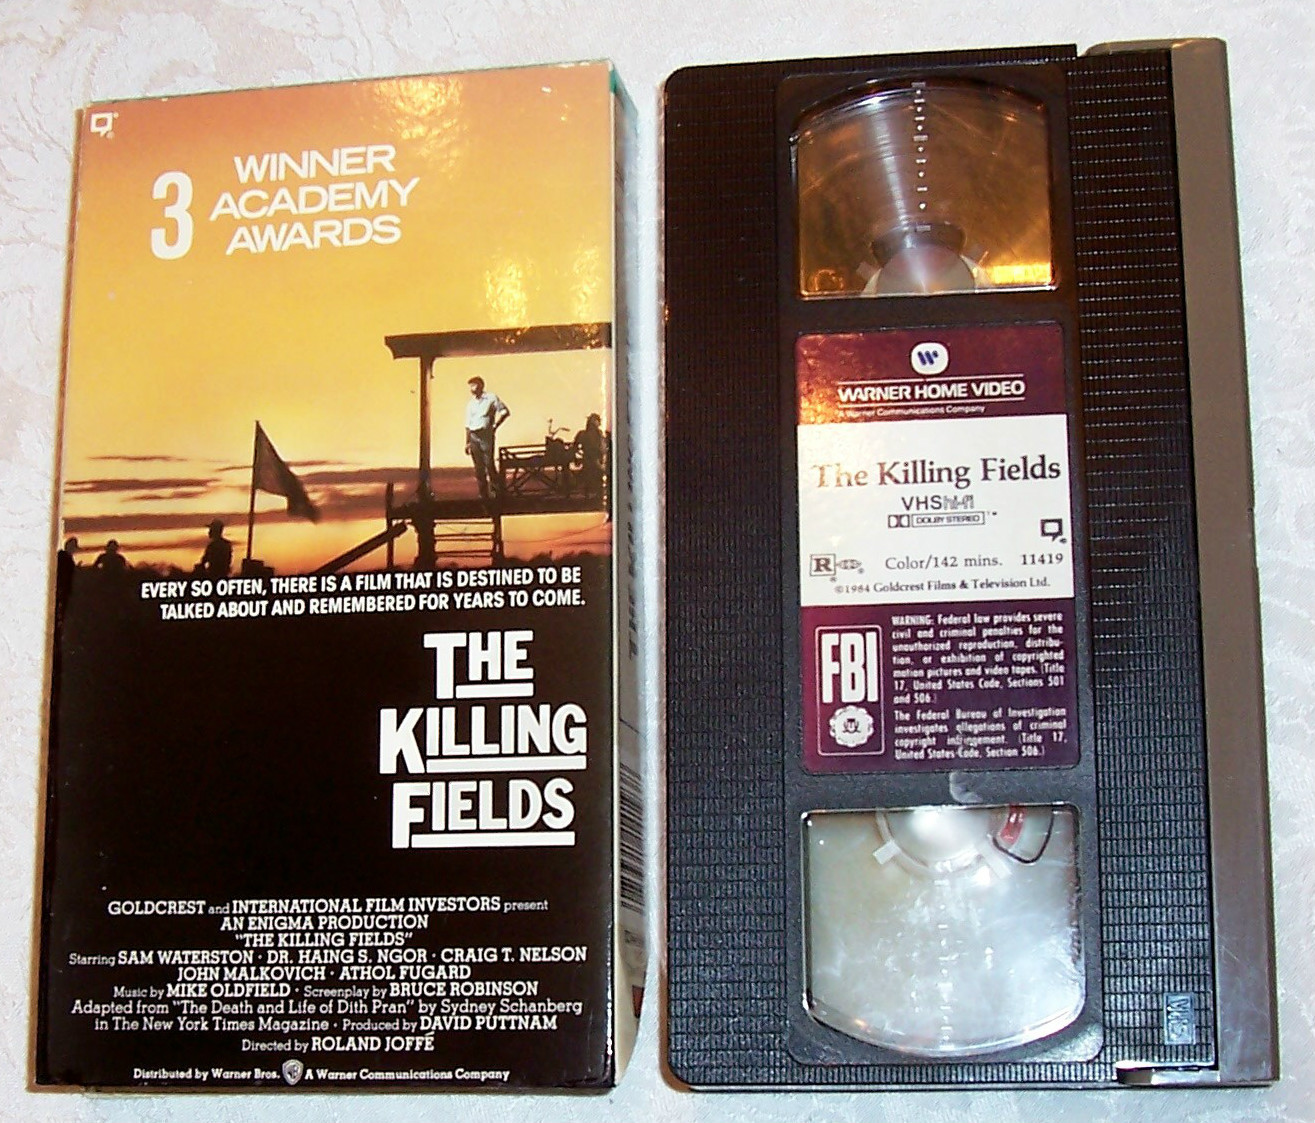 3 WINNER
ACADEMY
AWARDS
EVERY SO OFTEN, THERE IS A FILM THAT IS DESTINED TO BE
TALKED ABOUT AND REMEMBERED FOR YEARS TO COME.
THE
KILLING
FIELDS
GOLDCREST and INTERNATIONAL FILM INVESTORS present
AN ENIGMA PRODUCTION
"THE KILLING FIELDS"
Starring SAM WATERSTON · DR. HAING S. NGOR · CRAIG T. NELSON
JOHN MALKOVICH · ATHOL FUGARD
Music by MIKE OLDFIELD · Screenplay by BRUCE ROBINSON
Adapted from "The Death and Life of Dith Pran" by Sydney Schanberg
in The New York Times Magazine · Produced by DAVID PUTTNAM
Directed by ROLAND JOFFÉ
Distributed by Warner Bros. A Warner Communications Company
WARNER HOME VIDEO
A Warner Communications Company
The Killing Fields
VHS hi-fi
DOLBY STEREO ™
R Color/142 mins. 11419
©1984 Goldcrest Films & Television Ltd.
FBI
WARNING: Federal law provides severe
civil and criminal penalties for the
unauthorized reproduction, distribu-
tion, or exhibition of copyrighted
motion pictures and video tapes. (Title
17, United States Code, Sections 501
and 506.)
The Federal Bureau of Investigation
investigates allegations of criminal
copyright infringement. (Title 17,
United States Code, Section 506.)
VHS